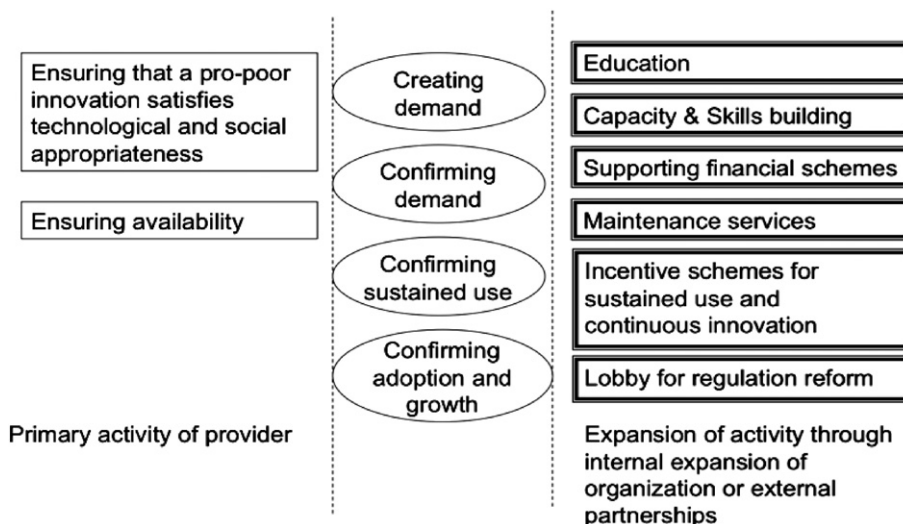 Ensuring that a pro-poor
innovation satisfies
technological and social
appropriateness
Ensuring availability
Primary activity of provider
Creating
demand
Confirming
demand
Confirming
sustained use
Confirming
adoption and
growth
Education
Capacity & Skills building
Supporting financial schemes
Maintenance services
Incentive schemes for
sustained use and
continuous innovation
Lobby for regulation reform
Expansion of activity through
internal expansion of
organization or external
partnerships